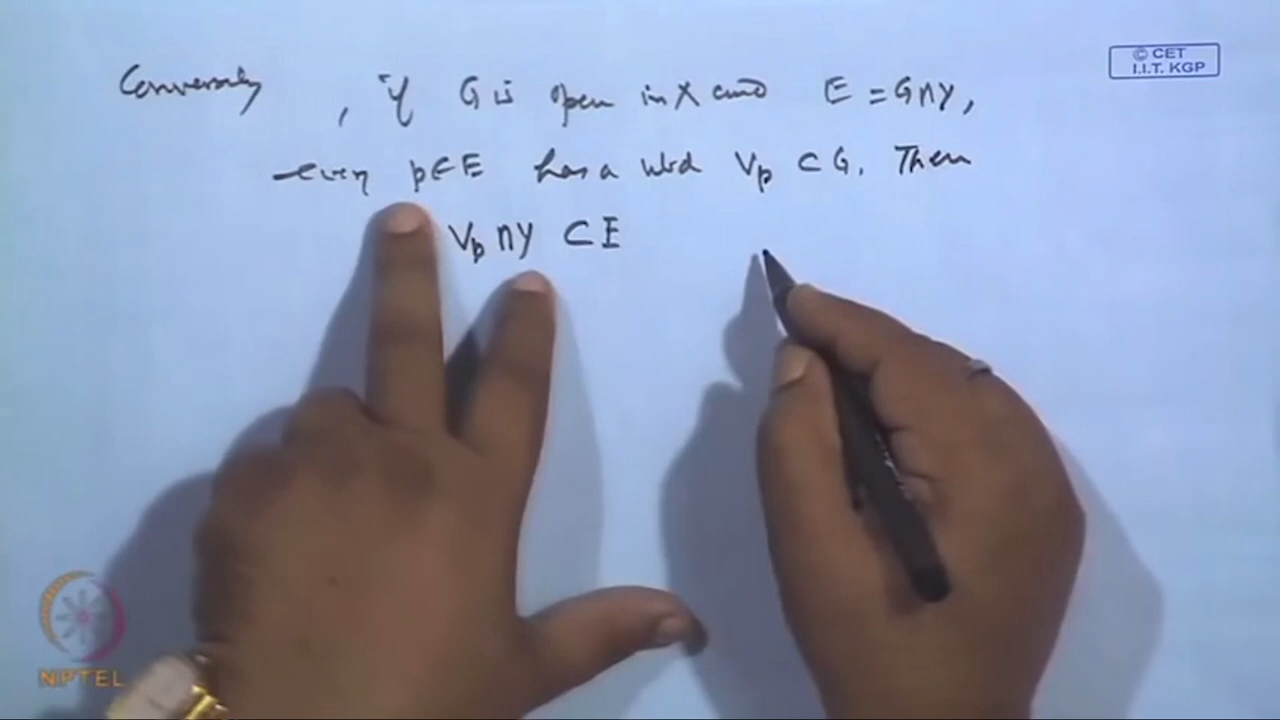 Conversely, if G is open in X and E = G∩Y,
every p∈E has a nbd Vp ⊂ G. Then
Vp ∩Y ⊂ E
© CET
I.I.T. KGP
NPTEL